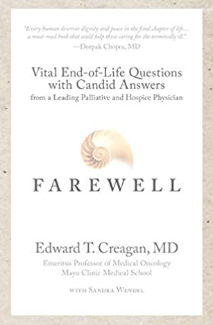 "Every human deserves dignity and peace in the final chapter of life...
a must-read book that could help those caring for the terminally ill."
—Deepak Chopra, MD
Vital End-of-Life Questions
with Candid Answers
from a Leading Palliative and Hospice Physician
FAREWELL
Edward T. Creagan, MD
Emeritus Professor of Medical Oncology
Mayo Clinic Medical School
WITH SANDRA WENDEL